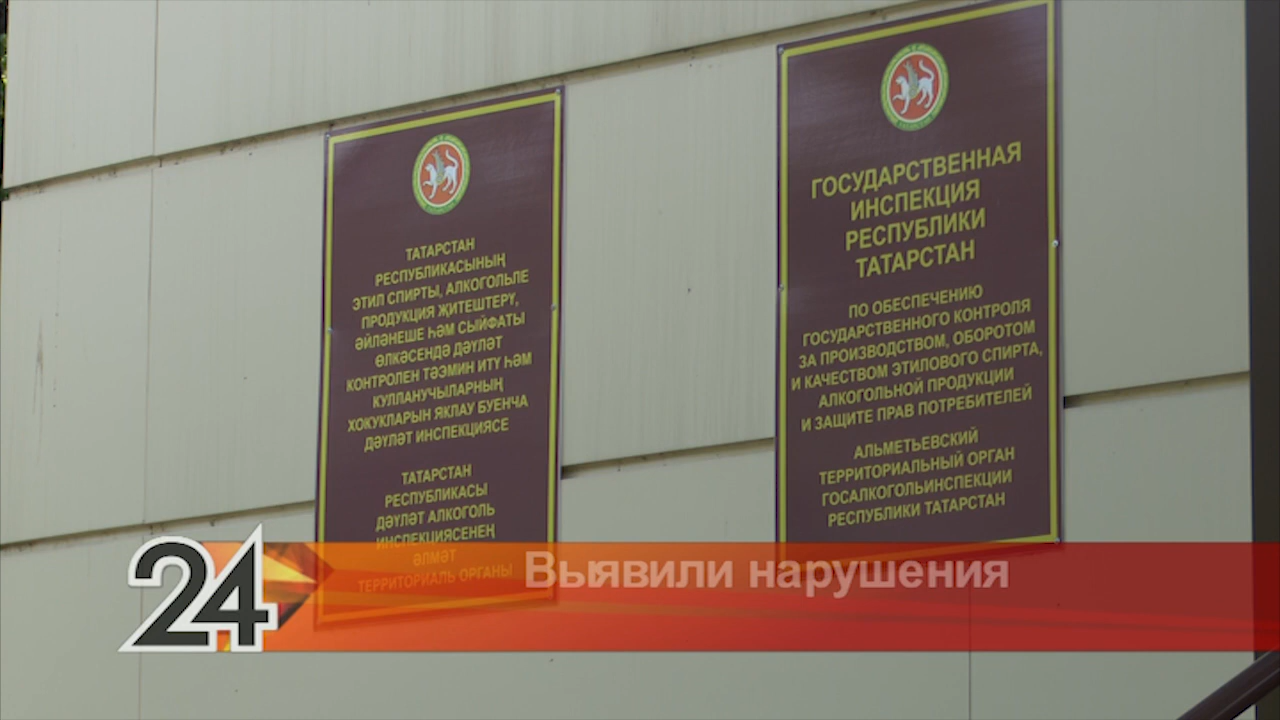 ТАТАРСТАН
РЕСПУБЛИКАСЫНЫҢ
ЭТИЛ СПИРТЫ, АЛКОГОЛЬЛЕ
ПРОДУКЦИЯ ҖИТЕШТЕРҮ,
ӘЙЛӘНЕШЕ ҺӘМ СЫЙФАТЫ
ӨЛКӘСЕНДӘ ДӘҮЛӘТ
КОНТРОЛЕН ТӘЭМИН ИТҮ ҺӘМ
КУЛЛАНУЧЫЛАРНЫҢ
ХОКУКЛАРЫН ЯКЛАУ БУЕНЧА
ДӘҮЛӘТ ИНСПЕКЦИЯСЕ
ТАТАРСТАН
РЕСПУБЛИКАСЫ
ДӘҮЛӘТ АЛКОГОЛЬ
ИНСПЕКЦИЯСЕНЕҢ
ӘЛМӘТ
ТЕРРИТОРИАЛЬ ОРГАНЫ
ГОСУДАРСТВЕННАЯ
ИНСПЕКЦИЯ
РЕСПУБЛИКИ
ТАТАРСТАН
ПО ОБЕСПЕЧЕНИЮ
ГОСУДАРСТВЕННОГО КОНТРОЛЯ
ЗА ПРОИЗВОДСТВОМ, ОБОРОТОМ
И КАЧЕСТВОМ ЭТИЛОВОГО СПИРТА,
АЛКОГОЛЬНОЙ ПРОДУКЦИИ
И ЗАЩИТЕ ПРАВ ПОТРЕБИТЕЛЕЙ
АЛЬМЕТЬЕВСКИЙ
ТЕРРИТОРИАЛЬНЫЙ ОРГАН
ГОСАЛКОГОЛЬИНСПЕКЦИИ
РЕСПУБЛИКИ ТАТАРСТАН
24
Выявили нарушения